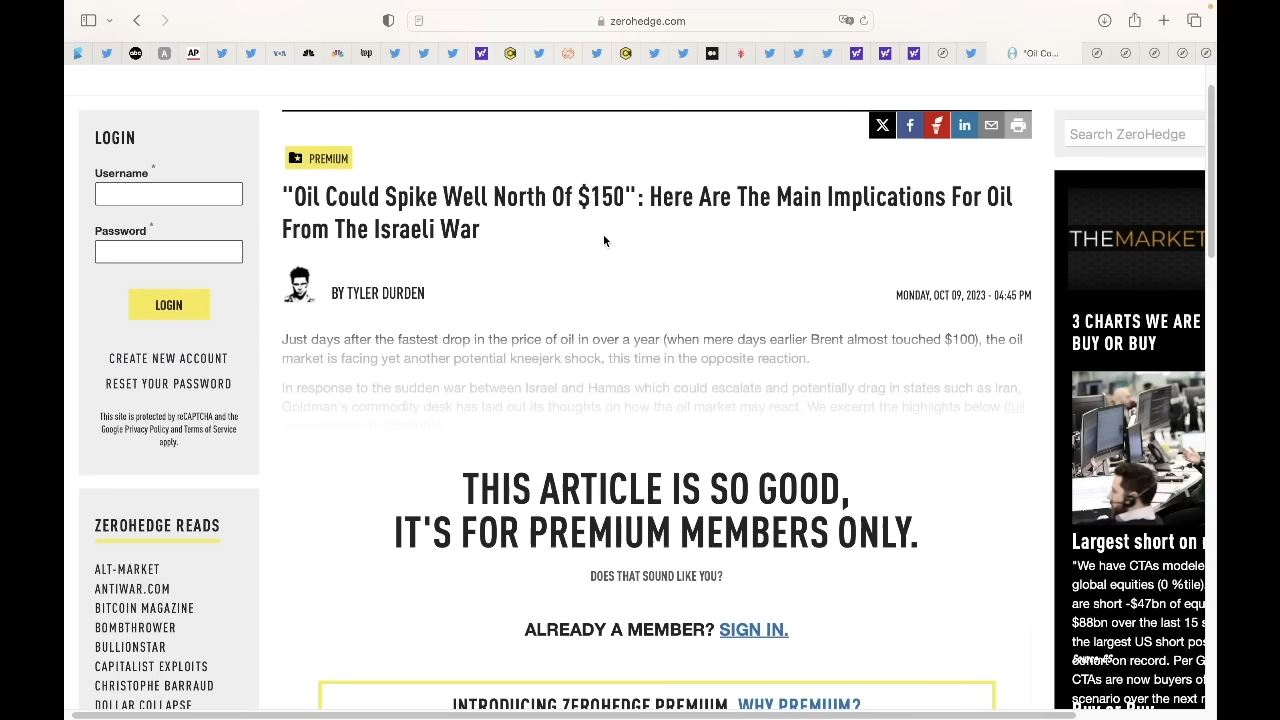 zerohedge.com
abc
A
AP
VOA
wp
"Oil Co...
LOGIN
Username *
Password *
LOGIN
CREATE NEW ACCOUNT
RESET YOUR PASSWORD
This site is protected by reCAPTCHA and the
Google Privacy Policy and Terms of Service
apply.
ZEROHEDGE READS
ALT-MARKET
ANTIWAR.COM
BITCOIN MAGAZINE
BOMBTHROWER
BULLIONSTAR
CAPITALIST EXPLOITS
CHRISTOPHE BARRAUD
DOLLAR COLLAPSE
PREMIUM
"Oil Could Spike Well North Of $150": Here Are The Main Implications For Oil
From The Israeli War
BY TYLER DURDEN
MONDAY, OCT 09, 2023 - 04:45 PM
Just days after the fastest drop in the price of oil in over a year (when mere days earlier Brent almost touched $100), the oil
market is facing yet another potential kneejerk shock, this time in the opposite reaction.
In response to the sudden war between Israel and Hamas which could escalate and potentially drag in states such as Iran,
Goldman's commodity desk has laid out its thoughts on how the oil market may react. We excerpt the highlights below (full
THIS ARTICLE IS SO GOOD,
IT'S FOR PREMIUM MEMBERS ONLY.
DOES THAT SOUND LIKE YOU?
ALREADY A MEMBER? SIGN IN.
INTRODUCING ZEROHEDGE PREMIUM. WHY PREMIUM?
Search ZeroHedge
THEMARKET
3 CHARTS WE ARE
BUY OR BUY
Largest short on
"We have CTAs modele
global equities (0 %tile)
are short -$47bn of equ
$88bn over the last 15 s
the largest US short pos
on record. Per G
CTAs are now buyers of
scenario over the next
Buy or Buy